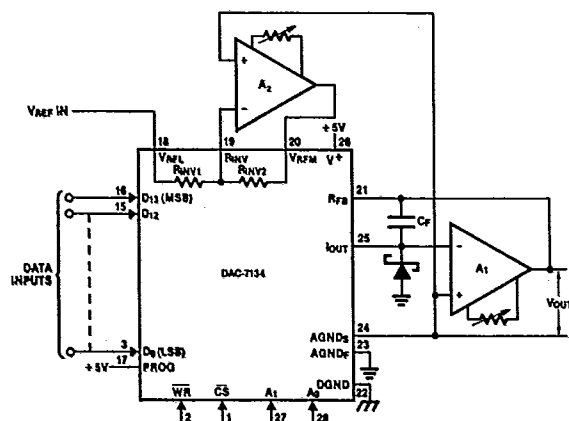 +
A2
−
VREF IN
18
19
20
+5V
28
VRFL
RINV
VRFM
V+
RINV1
RINV2
16
D13 (MSB)
15
D12
DATA
INPUTS
DAC-7134
RFB
21
CF
IOUT
25
−
A1
+
VOUT
AGNDS
24
23
AGNDF
3
D0 (LSB)
17
+5V
PROG
DGND
22
WR
CS
A1
A0
2
1
27
28